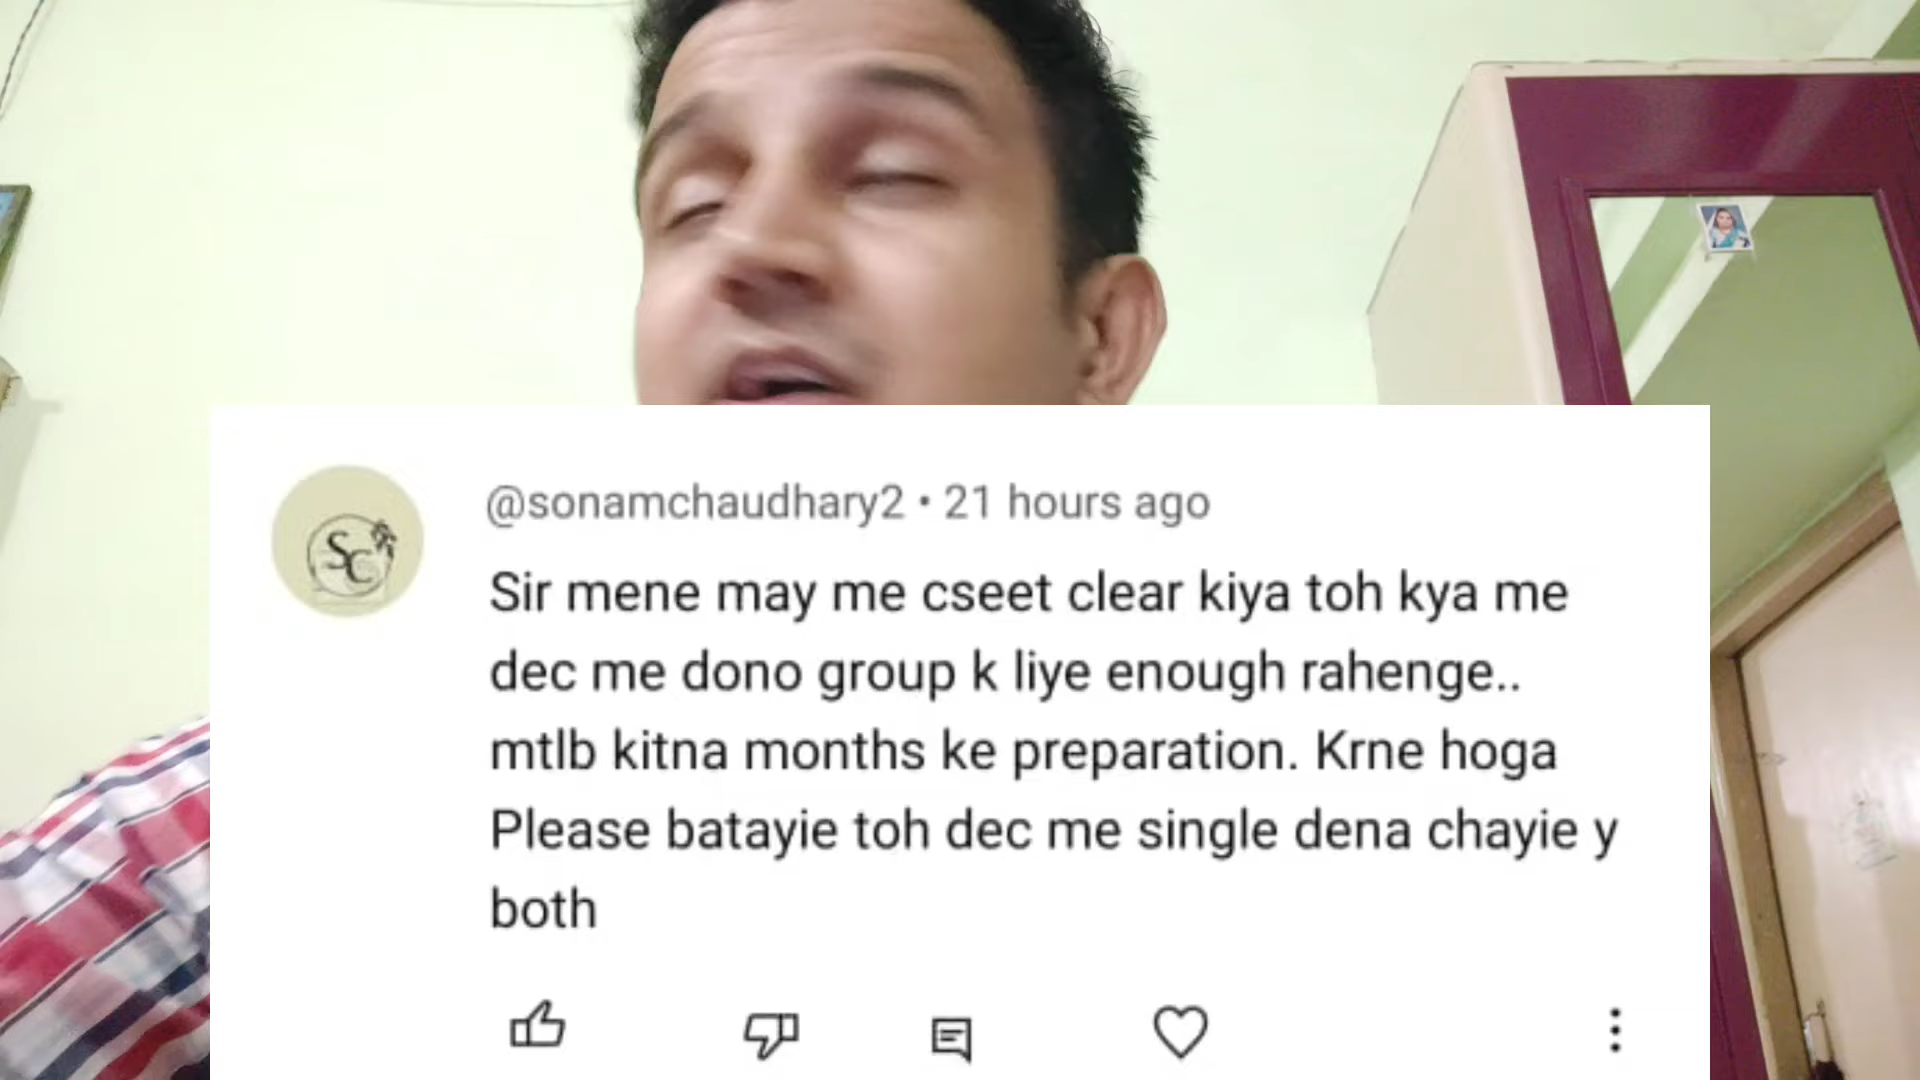 SC
@sonamchaudhary2 • 21 hours ago
Sir mene may me cseet clear kiya toh kya me
dec me dono group k liye enough rahenge..
mtlb kitna months ke preparation. Krne hoga
Please batayie toh dec me single dena chayie y
both